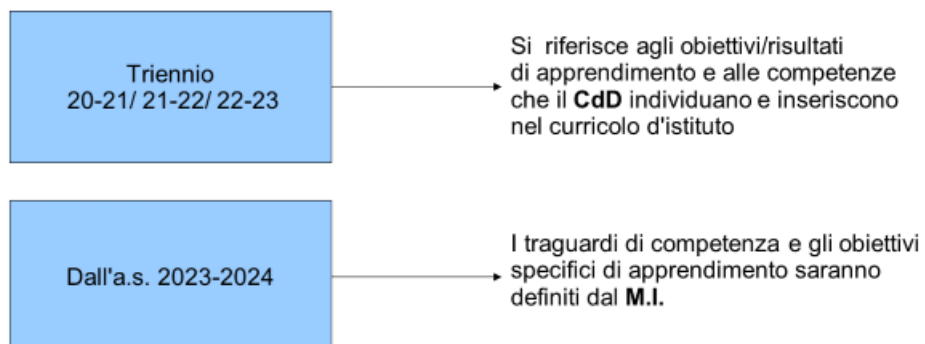 Triennio
20-21/ 21-22/ 22-23
Si riferisce agli obiettivi/risultati
di apprendimento e alle competenze
che il CdD individuano e inseriscono
nel curricolo d'istituto
Dall'a.s. 2023-2024
I traguardi di competenza e gli obiettivi
specifici di apprendimento saranno
definiti dal M.I.